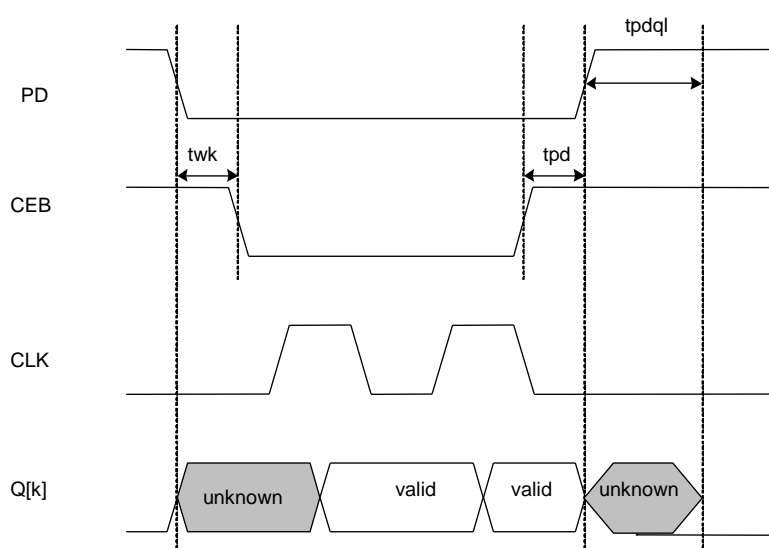 tpdql
PD
twk
tpd
CEB
CLK
Q[k]
unknown
valid
valid
unknown